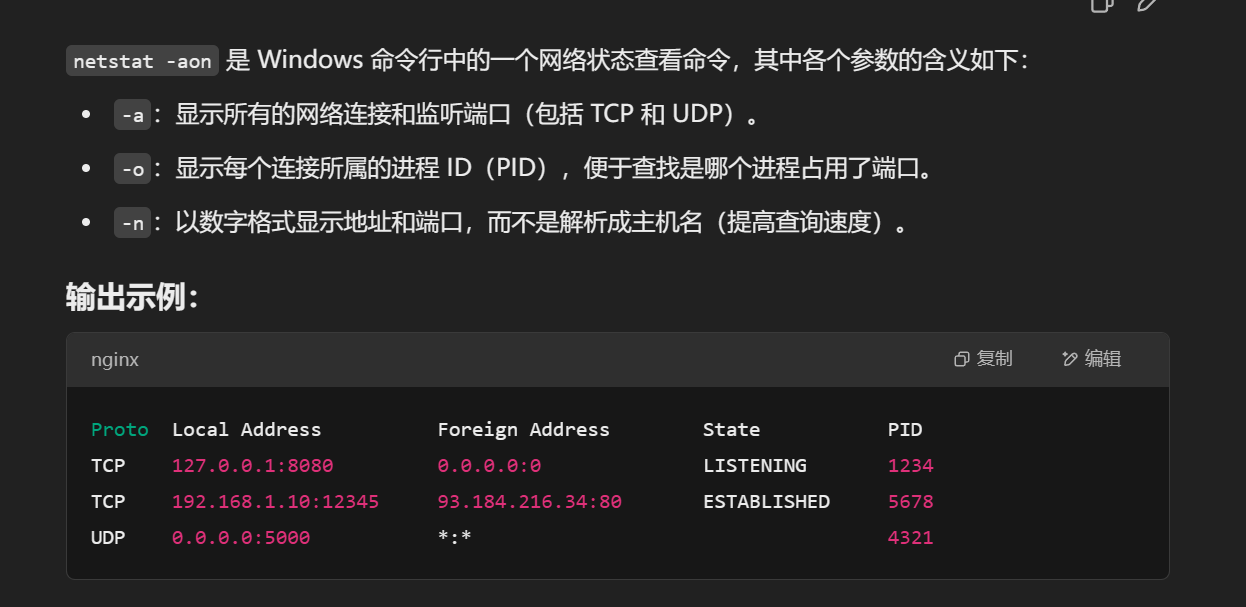 netstat -aon 是 Windows 命令行中的一个网络状态查看命令，其中各个参数的含义如下：
• -a：显示所有的网络连接和监听端口（包括 TCP 和 UDP）。
• -o：显示每个连接所属的进程 ID（PID），便于查找是哪个进程占用了端口。
• -n：以数字格式显示地址和端口，而不是解析成主机名（提高查询速度）。
输出示例：
nginx 复制 编辑
Proto Local Address Foreign Address State PID
TCP 127.0.0.1:8080 0.0.0.0:0 LISTENING 1234
TCP 192.168.1.10:12345 93.184.216.34:80 ESTABLISHED 5678
UDP 0.0.0.0:5000 *:* 4321